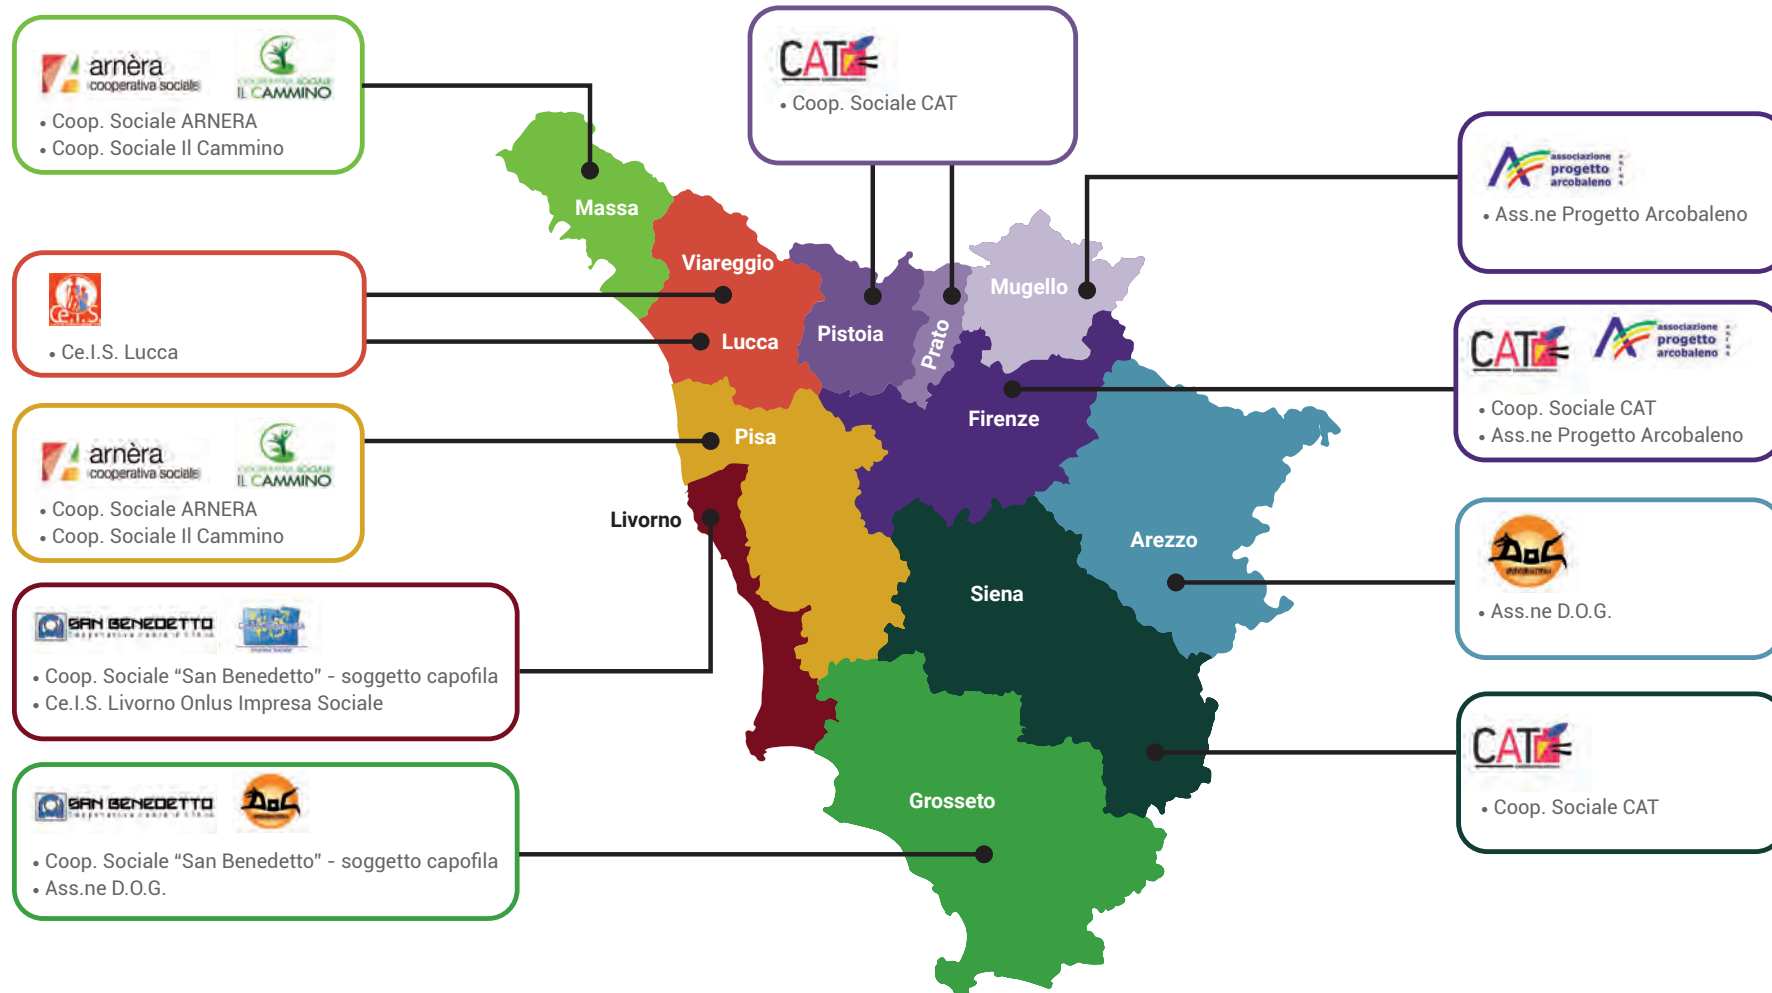 arnèra
cooperativa sociale
COOPERATIVA SOCIALE
IL CAMMINO
• Coop. Sociale ARNERA
• Coop. Sociale Il Cammino
CAT
• Coop. Sociale CAT
associazione
progetto
arcobaleno
• Ass.ne Progetto Arcobaleno
Ce.I.S.
• Ce.I.S. Lucca
CAT
associazione
progetto
arcobaleno
• Coop. Sociale CAT
• Ass.ne Progetto Arcobaleno
arnèra
cooperativa sociale
COOPERATIVA SOCIALE
IL CAMMINO
• Coop. Sociale ARNERA
• Coop. Sociale Il Cammino
DOG
• Ass.ne D.O.G.
SAN BENEDETTO
• Coop. Sociale “San Benedetto” - soggetto capofila
• Ce.I.S. Livorno Onlus Impresa Sociale
CAT
• Coop. Sociale CAT
SAN BENEDETTO
DOG
• Coop. Sociale “San Benedetto” - soggetto capofila
• Ass.ne D.O.G.
Massa
Viareggio
Lucca
Pistoia
Prato
Mugello
Firenze
Pisa
Livorno
Arezzo
Siena
Grosseto